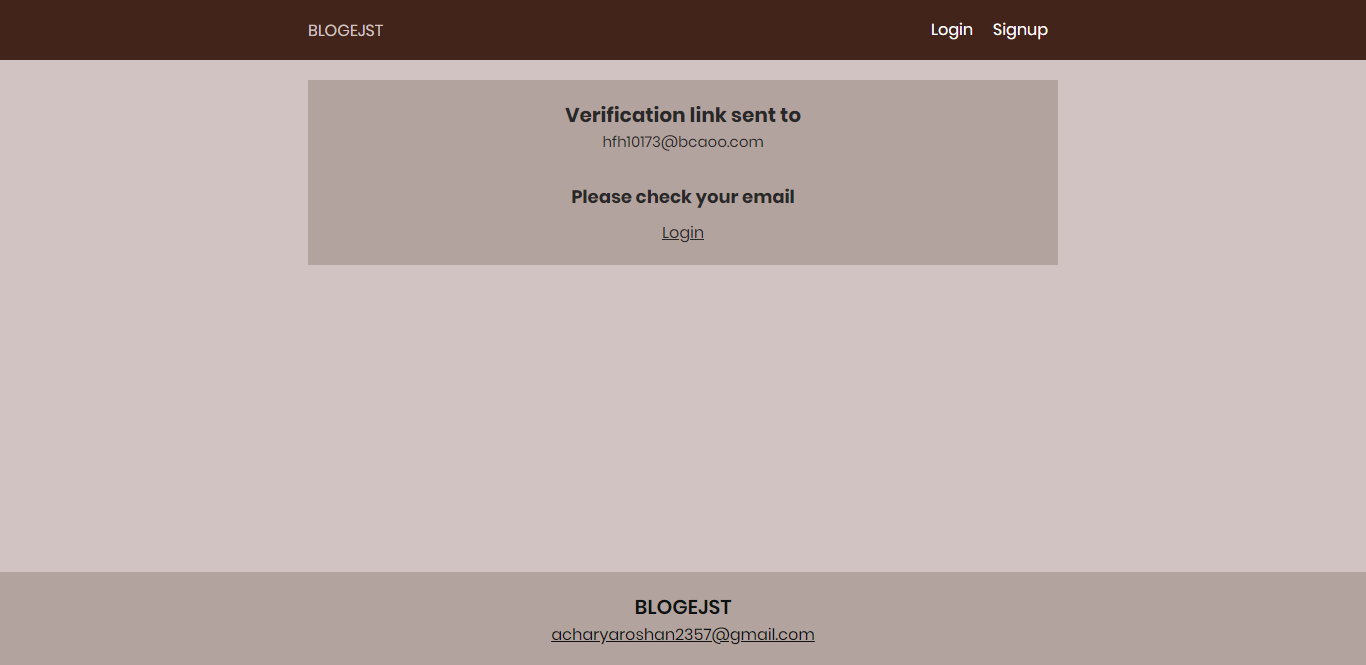 BLOGEJST
Login Signup
Verification link sent to
hfh10173@bcaoo.com
Please check your email
Login
BLOGEJST
acharyaroshan2357@gmail.com